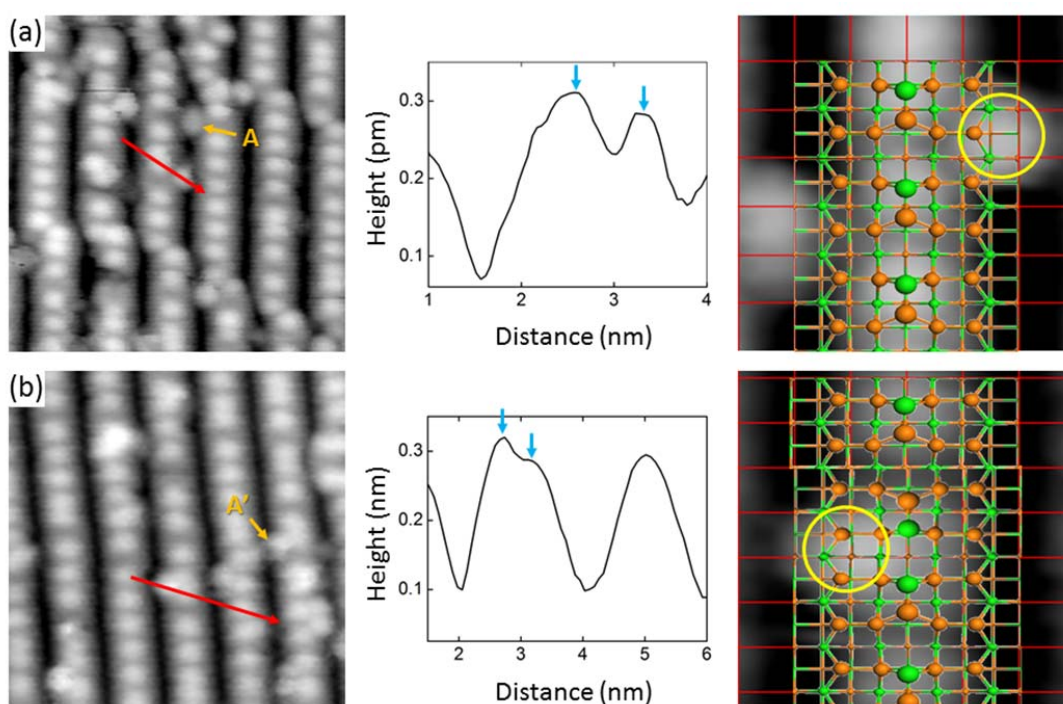 (a)
A
Height (pm)
0.3
0.2
0.1
1 2 3 4
Distance (nm)
(b)
A'
Height (nm)
0.3
0.2
0.1
2 3 4 5 6
Distance (nm)